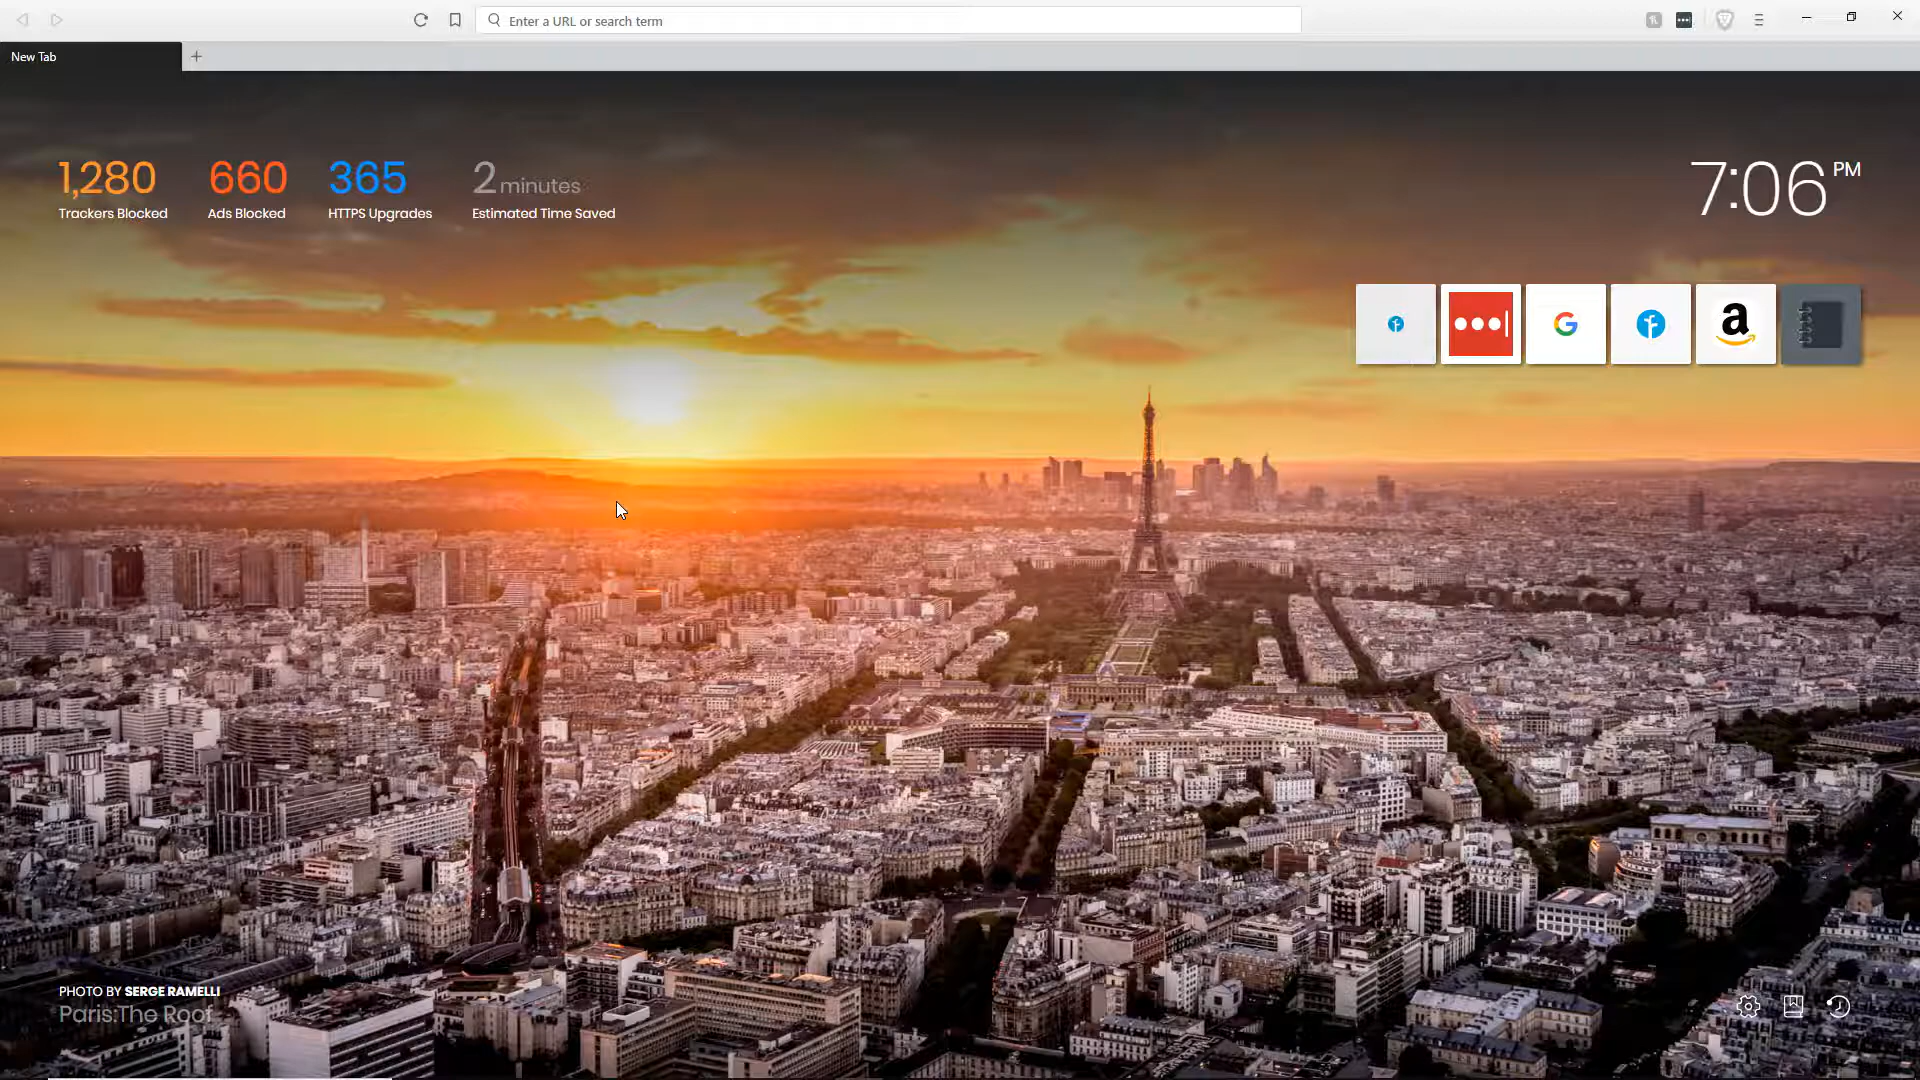 Enter a URL or search term
New Tab
1,280
Trackers Blocked
660
Ads Blocked
365
HTTPS Upgrades
2 minutes
Estimated Time Saved
7:06 PM
a
PHOTO BY SERGE RAMELLI
Paris:The Roof